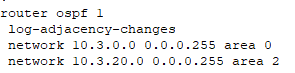 router ospf 1
log-adjacency-changes
network 10.3.0.0 0.0.0.255 area 0
network 10.3.20.0 0.0.0.255 area 2